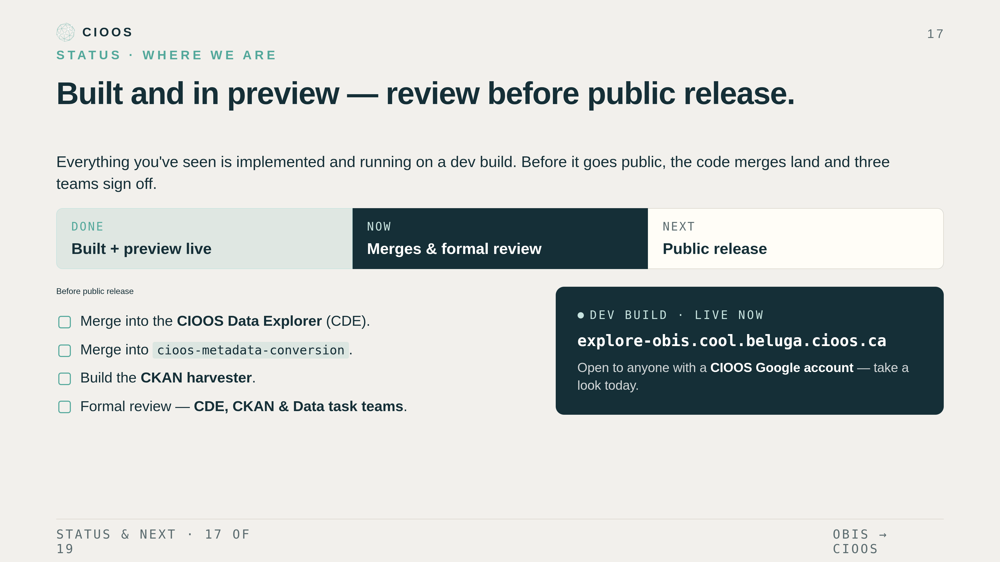 CIOOS
17
STATUS · WHERE WE ARE
Built and in preview — review before public release.
Everything you've seen is implemented and running on a dev build. Before it goes public, the code merges land and three
teams sign off.
DONE
Built + preview live
NOW
Merges & formal review
NEXT
Public release
Before public release
Merge into the CIOOS Data Explorer (CDE).
Merge into cioos-metadata-conversion.
Build the CKAN harvester.
Formal review — CDE, CKAN & Data task teams.
DEV BUILD · LIVE NOW
explore-obis.cool.beluga.cioos.ca
Open to anyone with a CIOOS Google account — take a
look today.
STATUS & NEXT · 17 OF
19
OBIS →
CIOOS